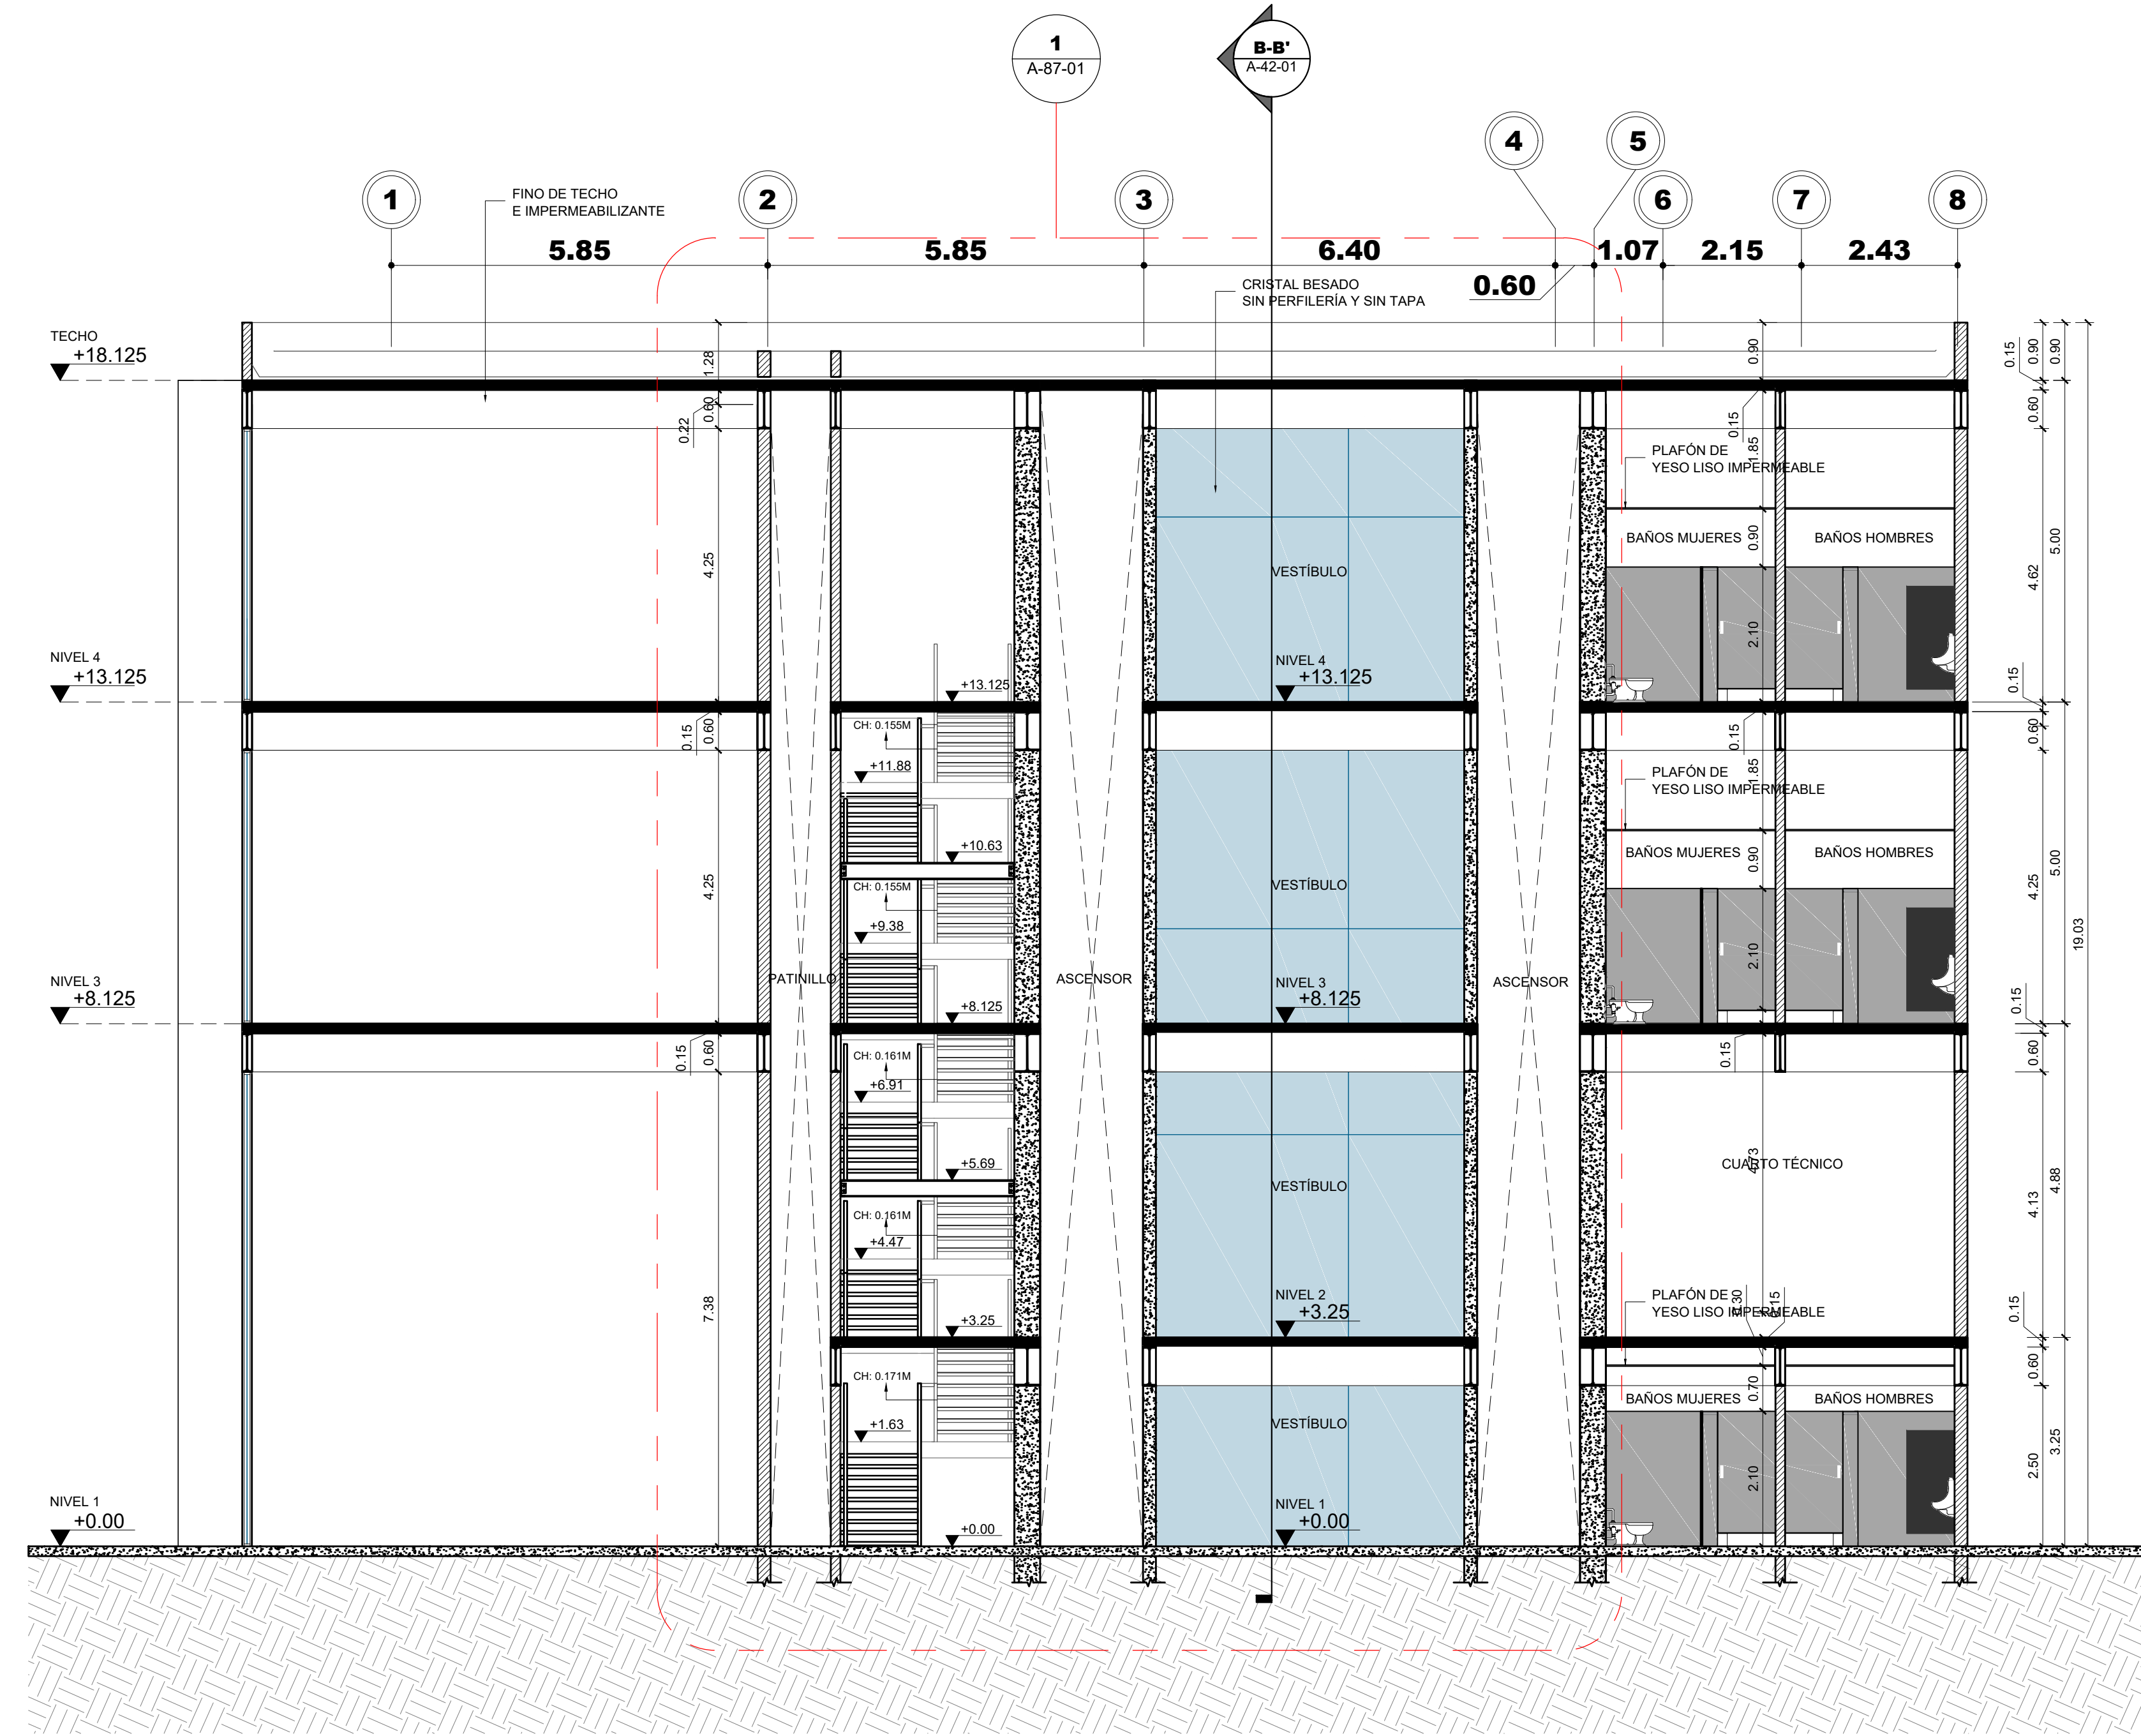 1
A-87-01
B-B'
A-42-01
4
5
1
2
3
6
7
8
FINO DE TECHO
E IMPERMEABILIZANTE
5.85
5.85
6.40
1.07
2.15
2.43
0.60
CRISTAL BESADO
SIN PERFILERÍA Y SIN TAPA
TECHO
+18.125
1.28
0.90
0.15
0.90
0.90
0.60
0.22
0.15
0.60
1.85
PLAFÓN DE
YESO LISO IMPERMEABLE
4.25
BAÑOS MUJERES
0.90
BAÑOS HOMBRES
5.00
VESTÍBULO
4.62
2.10
NIVEL 4
+13.125
+13.125
NIVEL 4
+13.125
0.15
0.15
0.60
CH: 0.155M
0.15
0.60
+11.88
1.85
PLAFÓN DE
YESO LISO IMPERMEABLE
+10.63
BAÑOS MUJERES
0.90
BAÑOS HOMBRES
5.00
4.25
CH: 0.155M
VESTÍBULO
4.25
+9.38
2.10
19.03
PATINILLO
ASCENSOR
ASCENSOR
NIVEL 3
+8.125
+8.125
NIVEL 3
+8.125
0.15
0.15
0.60
CH: 0.161M
0.15
0.60
+6.91
+5.69
CUARTO TÉCNICO
4.73
4.88
VESTÍBULO
4.13
CH: 0.161M
+4.47
7.38
+3.25
NIVEL 2
+3.25
PLAFÓN DE
YESO LISO IMPERMEABLE
0.30
0.15
0.15
CH: 0.171M
0.60
BAÑOS MUJERES
0.70
BAÑOS HOMBRES
+1.63
VESTÍBULO
3.25
2.50
2.10
NIVEL 1
+0.00
+0.00
NIVEL 1
+0.00